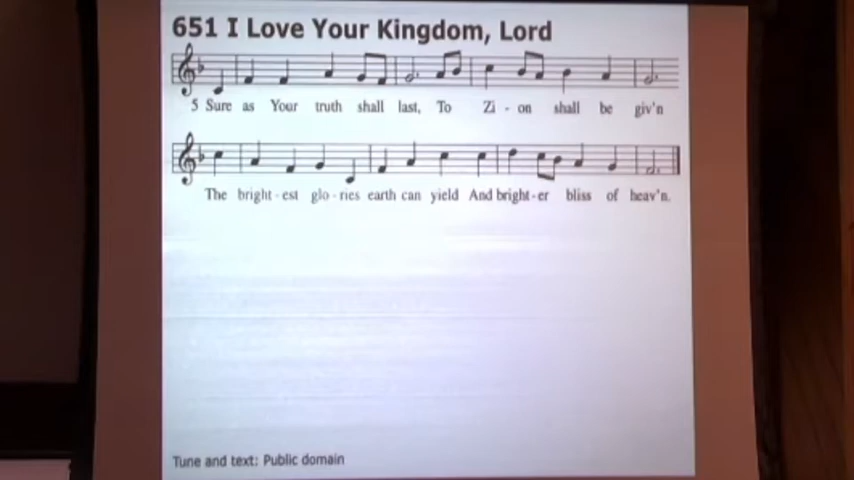 651 I Love Your Kingdom, Lord
5 Sure as Your truth shall last, To Zi - on shall be giv'n
The bright - est glo - ries earth can yield And bright - er bliss of heav'n.
Tune and text: Public domain